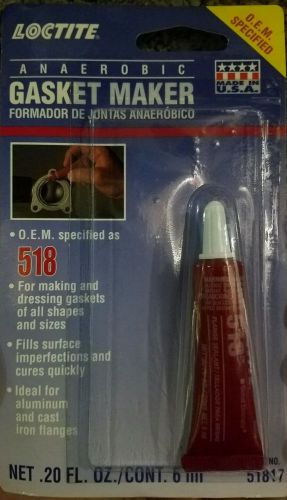 LOCTITE
O.E.M.
SPECIFIED
ANAEROBIC
GASKET MAKER
FORMADOR DE JUNTAS ANAERÓBICO
MADE IN
U.S.A.
• O.E.M. specified as
518
• For making and
dressing gaskets
of all shapes
and sizes
• Fills surface
imperfections and
cures quickly
• Ideal for
aluminum
and cast
iron flanges
518
NO.
NET .20 FL. OZ./CONT. 6 ml
51817